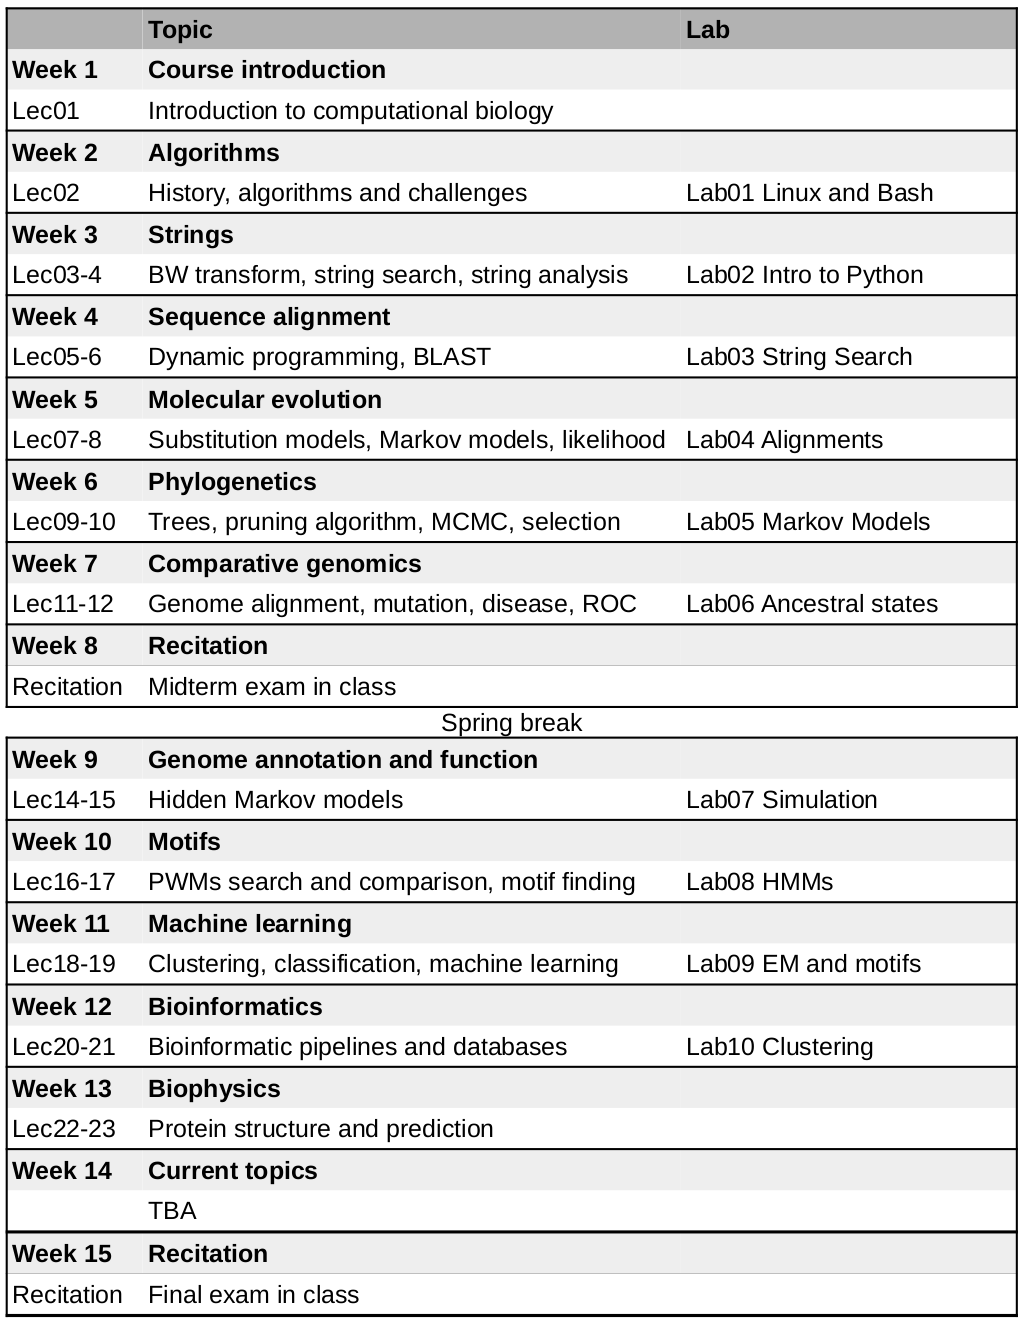 Topic Lab
Week 1 Course introduction
Lec01 Introduction to computational biology
Week 2 Algorithms
Lec02 History, algorithms and challenges Lab01 Linux and Bash
Week 3 Strings
Lec03-4 BW transform, string search, string analysis Lab02 Intro to Python
Week 4 Sequence alignment
Lec05-6 Dynamic programming, BLAST Lab03 String Search
Week 5 Molecular evolution
Lec07-8 Substitution models, Markov models, likelihood Lab04 Alignments
Week 6 Phylogenetics
Lec09-10 Trees, pruning algorithm, MCMC, selection Lab05 Markov Models
Week 7 Comparative genomics
Lec11-12 Genome alignment, mutation, disease, ROC Lab06 Ancestral states
Week 8 Recitation
Recitation Midterm exam in class
Spring break
Week 9 Genome annotation and function
Lec14-15 Hidden Markov models Lab07 Simulation
Week 10 Motifs
Lec16-17 PWMs search and comparison, motif finding Lab08 HMMs
Week 11 Machine learning
Lec18-19 Clustering, classification, machine learning Lab09 EM and motifs
Week 12 Bioinformatics
Lec20-21 Bioinformatic pipelines and databases Lab10 Clustering
Week 13 Biophysics
Lec22-23 Protein structure and prediction
Week 14 Current topics
TBA
Week 15 Recitation
Recitation Final exam in class